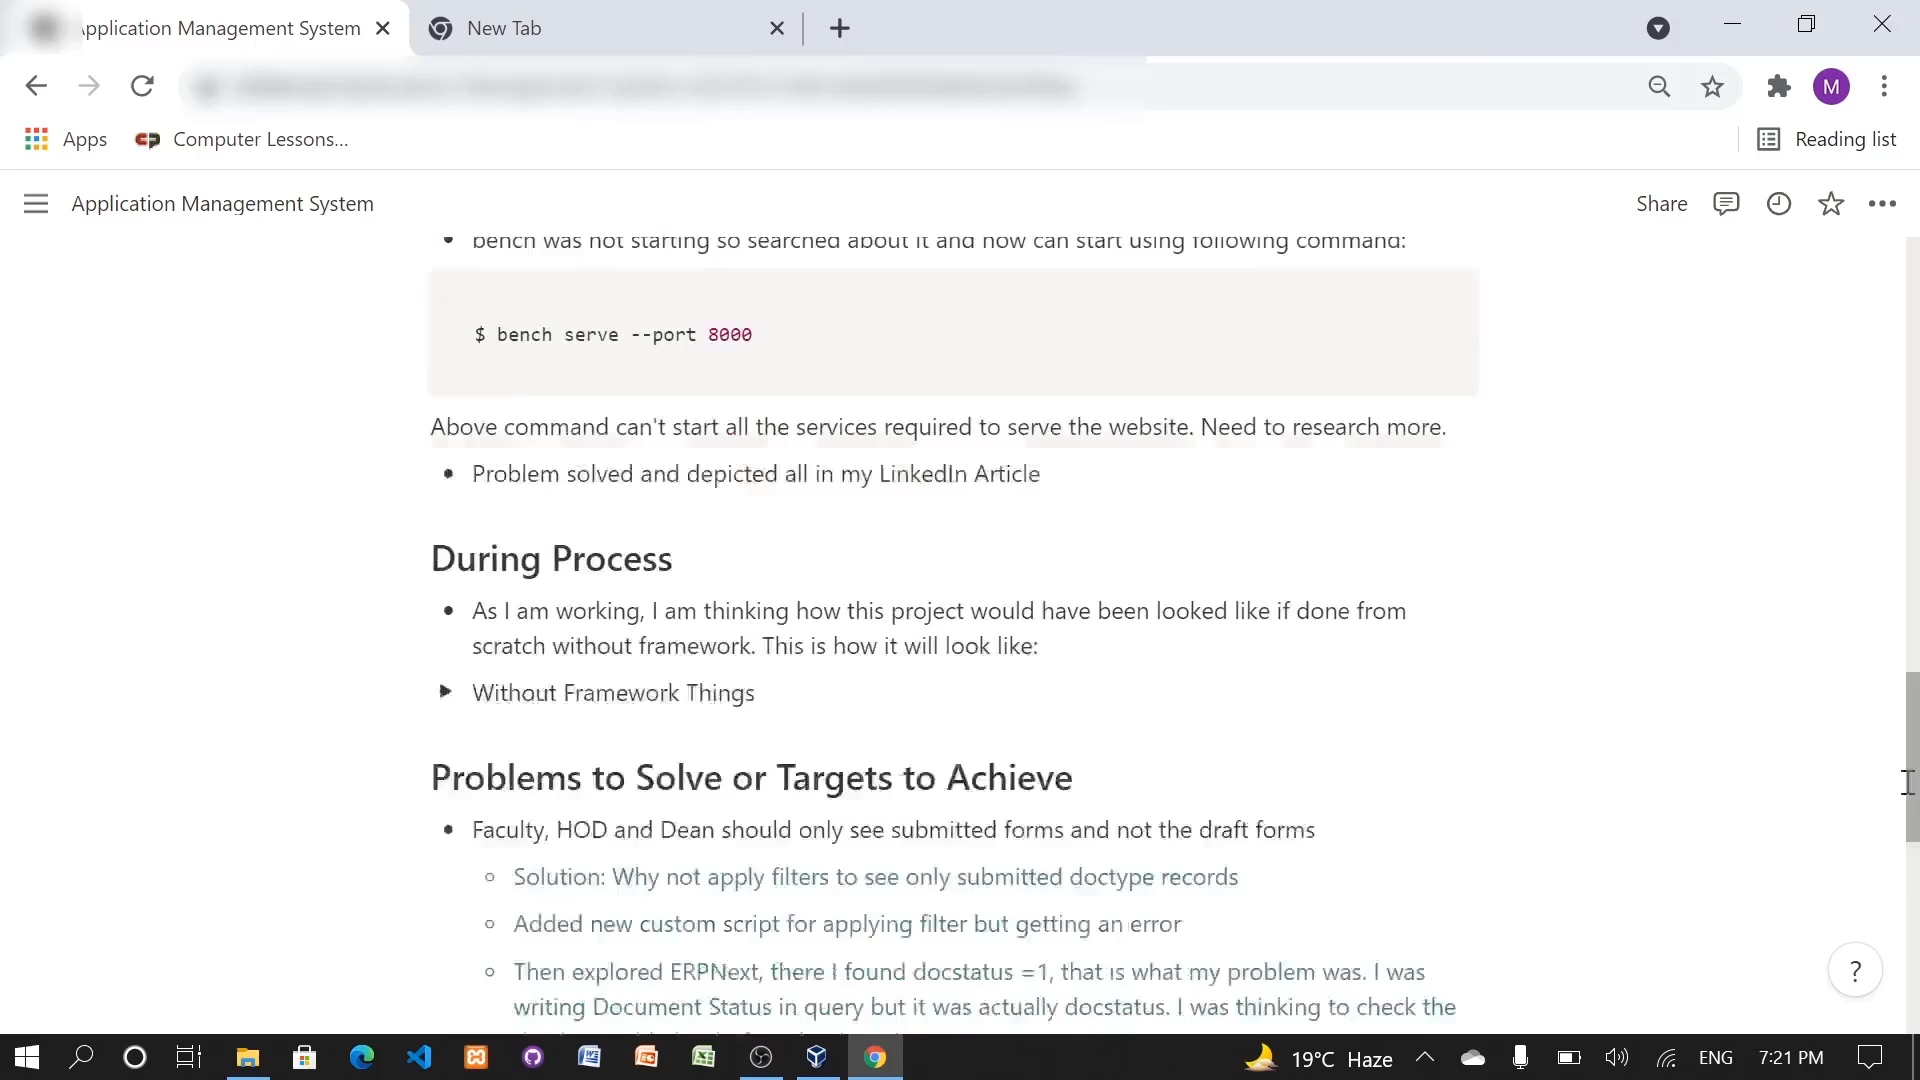 Application Management System
New Tab
M
Apps
Computer Lessons...
Reading list
Application Management System
Share
bench was not starting so searched about it and now can start using following command:
$ bench serve --port 8000
Above command can't start all the services required to serve the website. Need to research more.
Problem solved and depicted all in my LinkedIn Article
During Process
As I am working, I am thinking how this project would have been looked like if done from
scratch without framework. This is how it will look like:
Without Framework Things
Problems to Solve or Targets to Achieve
Faculty, HOD and Dean should only see submitted forms and not the draft forms
Solution: Why not apply filters to see only submitted doctype records
Added new custom script for applying filter but getting an error
Then explored ERPNext, there I found docstatus =1, that is what my problem was. I was
writing Document Status in query but it was actually docstatus. I was thinking to check the
?
19°C Haze
ENG
7:21 PM